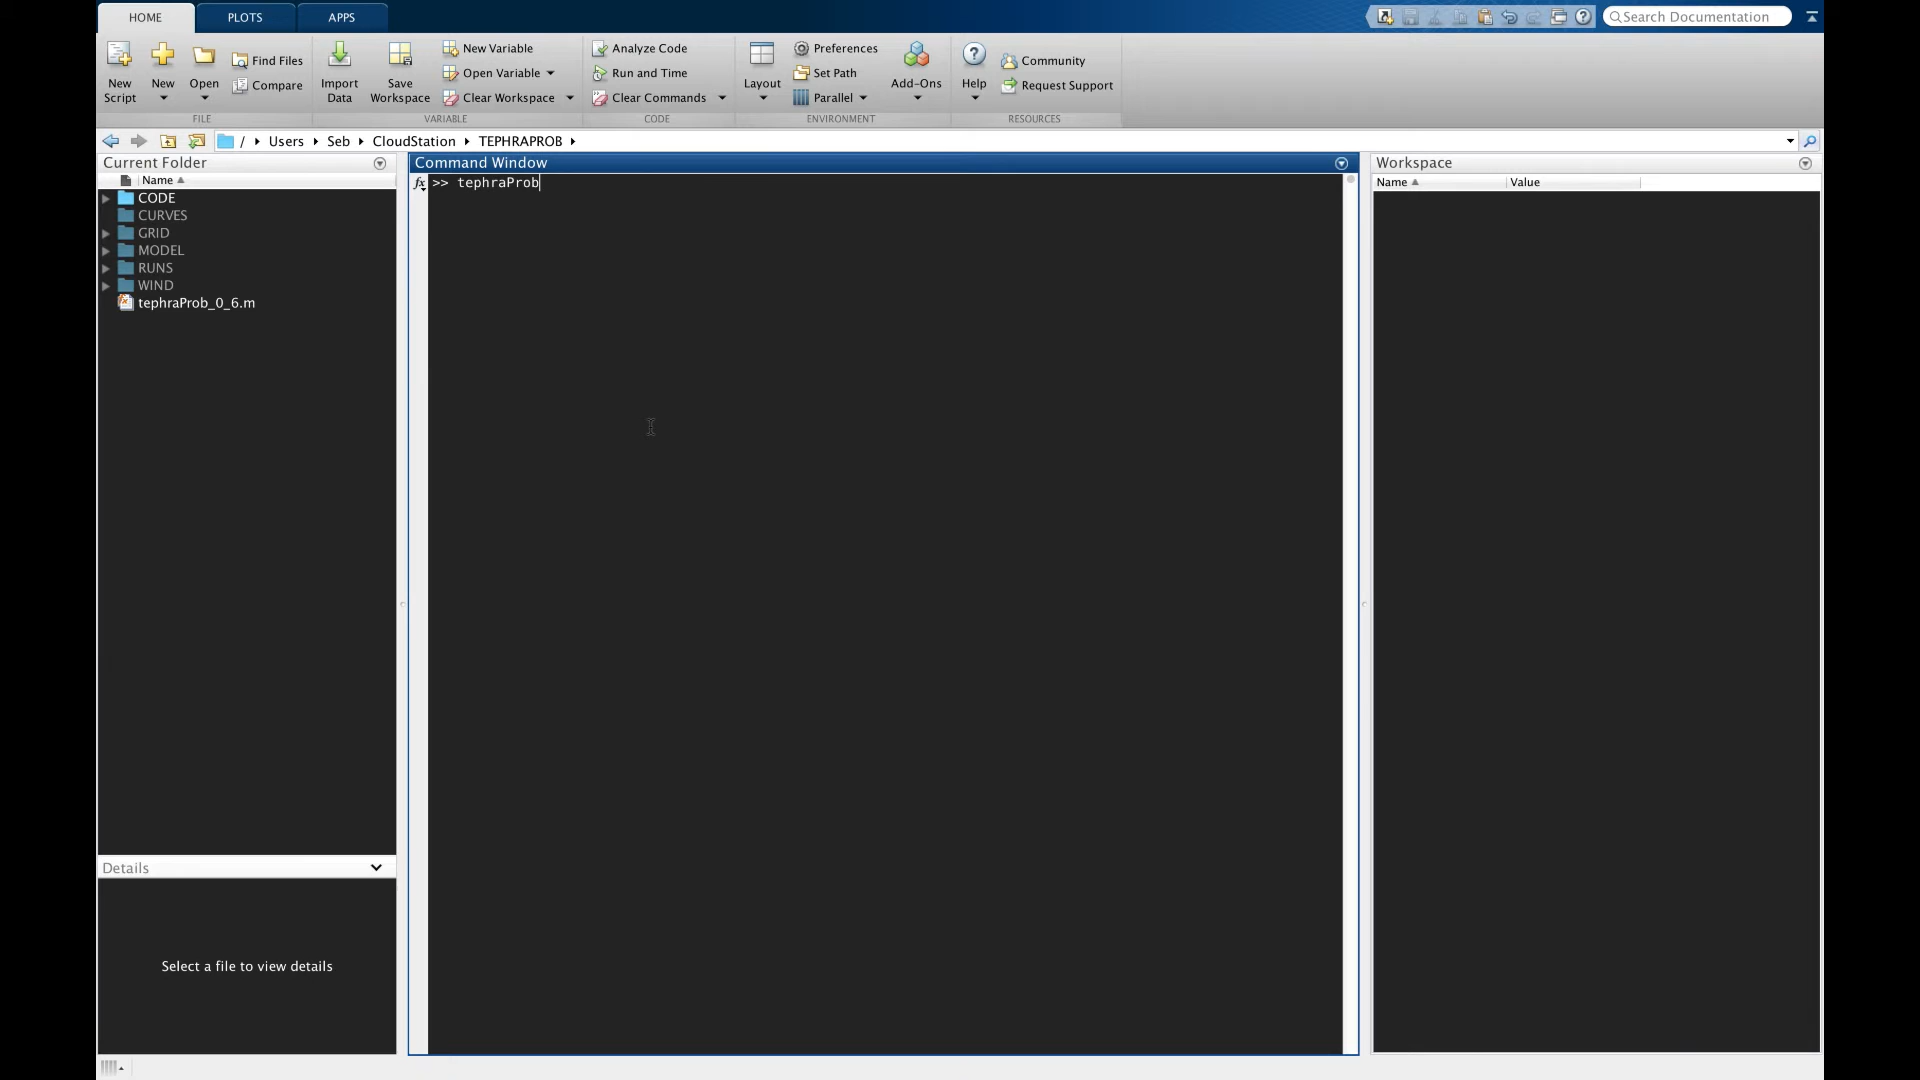 HOME PLOTS APPS
Search Documentation
New Script
New
Open
Find Files
Compare
Import Data
Save Workspace
New Variable
Open Variable
Clear Workspace
Analyze Code
Run and Time
Clear Commands
Layout
Preferences
Set Path
Parallel
Add-Ons
Help
Community
Request Support
FILE VARIABLE CODE ENVIRONMENT RESOURCES
/ Users Seb CloudStation TEPHRAPROB
Current Folder
Name
CODE
CURVES
GRID
MODEL
RUNS
WIND
tephraProb_0_6.m
Details
Select a file to view details
Command Window
fx >> tephraProb
Workspace
Name Value